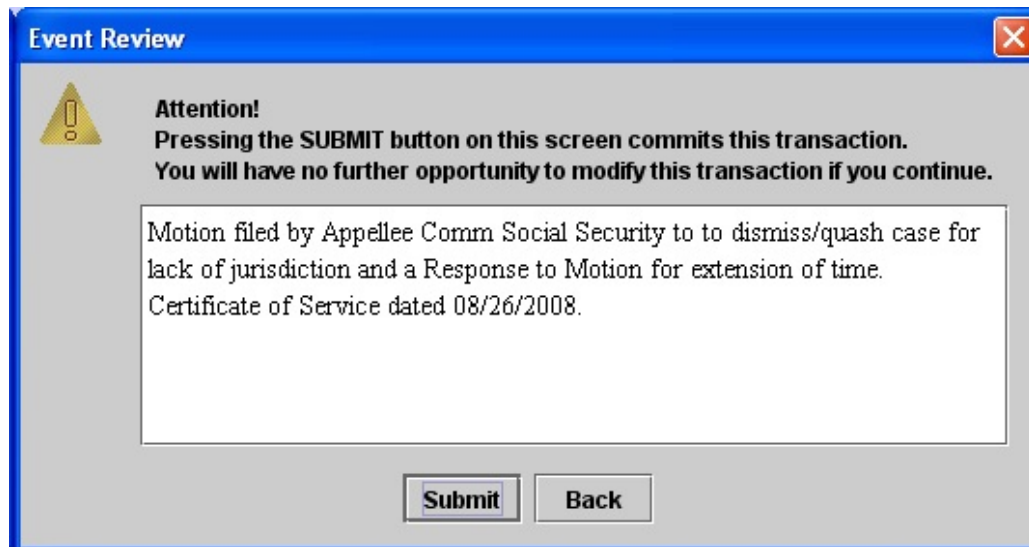 Event Review
Attention!
Pressing the SUBMIT button on this screen commits this transaction.
You will have no further opportunity to modify this transaction if you continue.
Motion filed by Appellee Comm Social Security to to dismiss/quash case for
lack of jurisdiction and a Response to Motion for extension of time.
Certificate of Service dated 08/26/2008.
Submit
Back